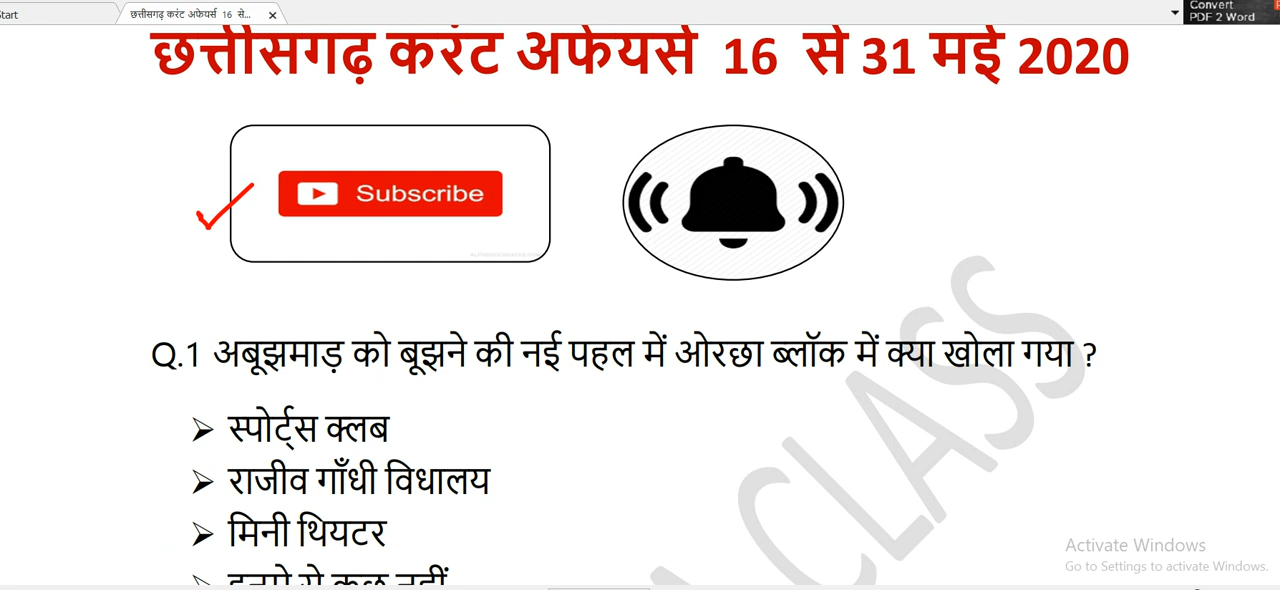 Start
छत्तीसगढ़ करंट अफेयर्स 16 से...
Convert
PDF 2 Word
छत्तीसगढ़ करंट अफेयर्स 16 से 31 मई 2020
Subscribe
Q.1 अबूझमाड़ को बूझने की नई पहल में ओरछा ब्लॉक में क्या खोला गया ?
स्पोर्ट्स क्लब
राजीव गाँधी विधालय
मिनी थियटर
इनमे से कुछ नहीं
CLASS
Activate Windows
Go to Settings to activate Windows.